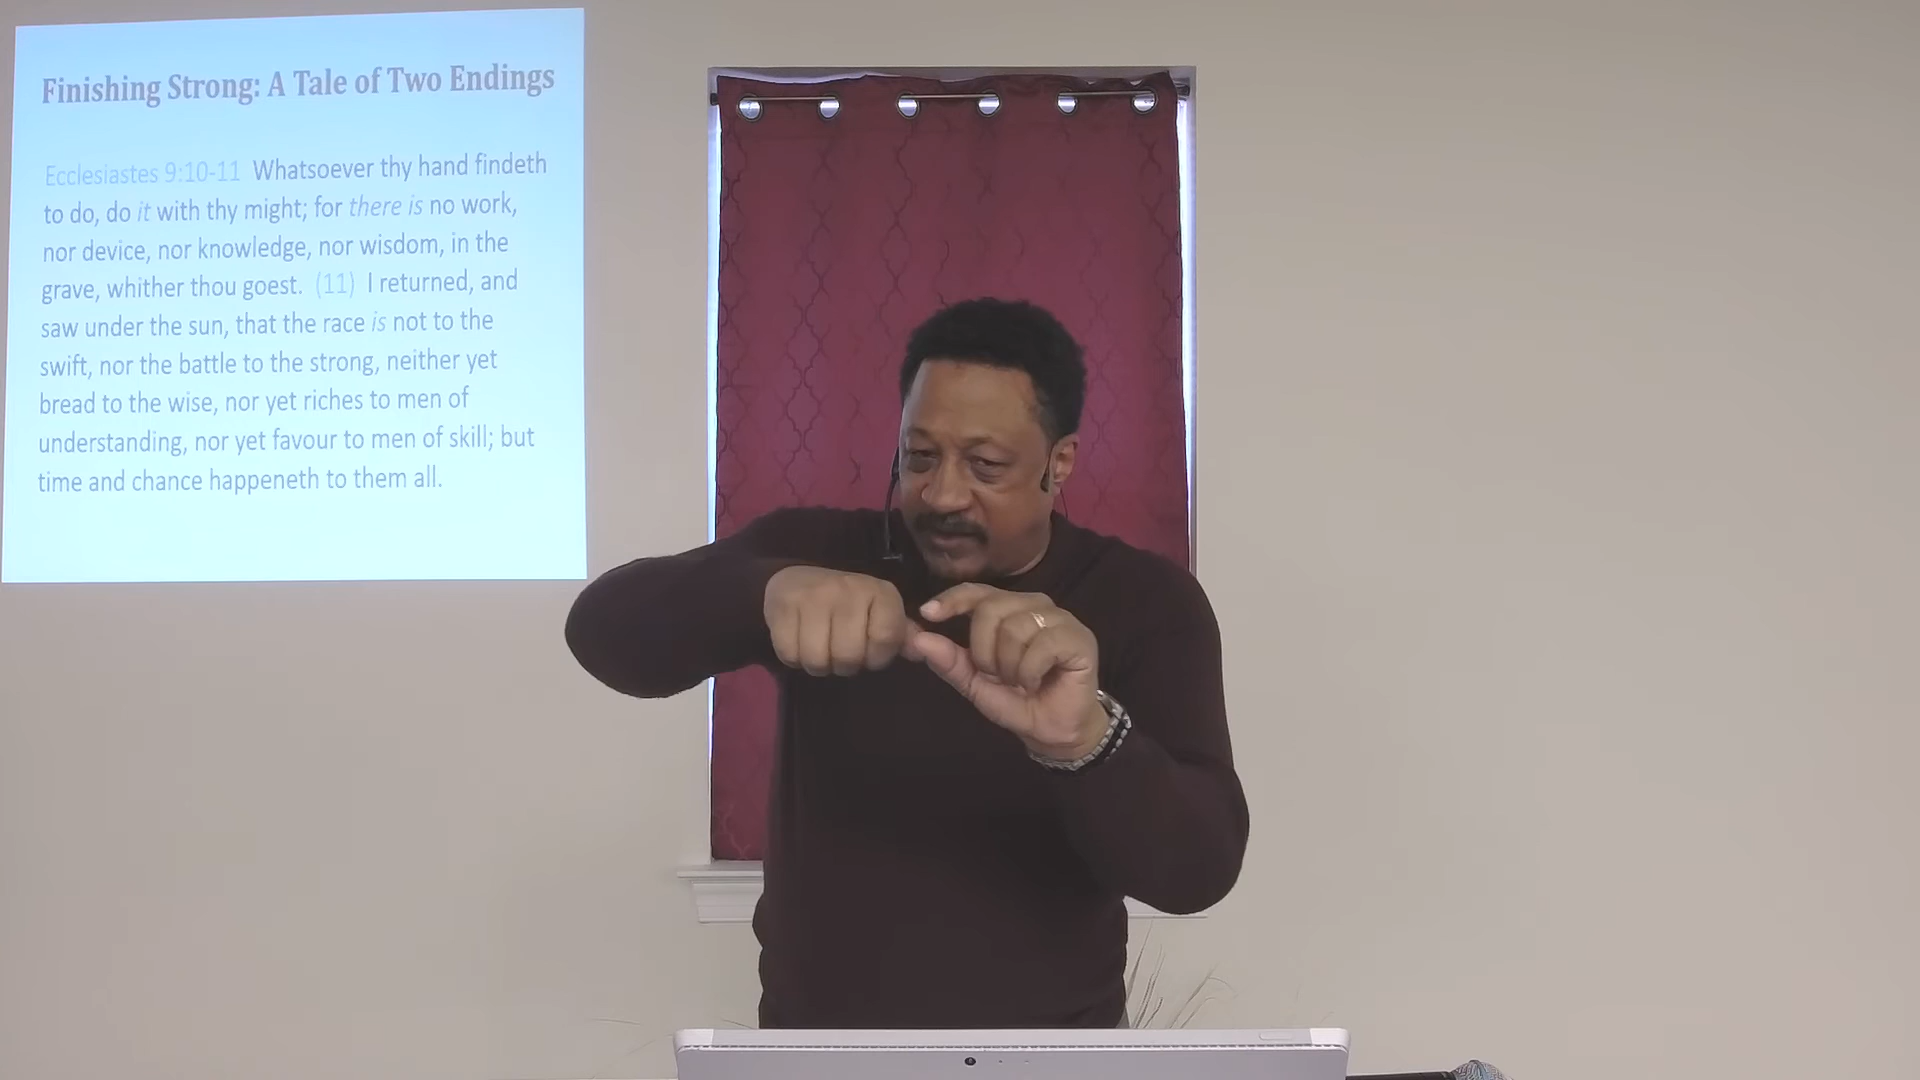 Finishing Strong: A Tale of Two Endings
Ecclesiastes 9:10-11 Whatsoever thy hand findeth
to do, do it with thy might; for there is no work,
nor device, nor knowledge, nor wisdom, in the
grave, whither thou goest. (11) I returned, and
saw under the sun, that the race is not to the
swift, nor the battle to the strong, neither yet
bread to the wise, nor yet riches to men of
understanding, nor yet favour to men of skill; but
time and chance happeneth to them all.